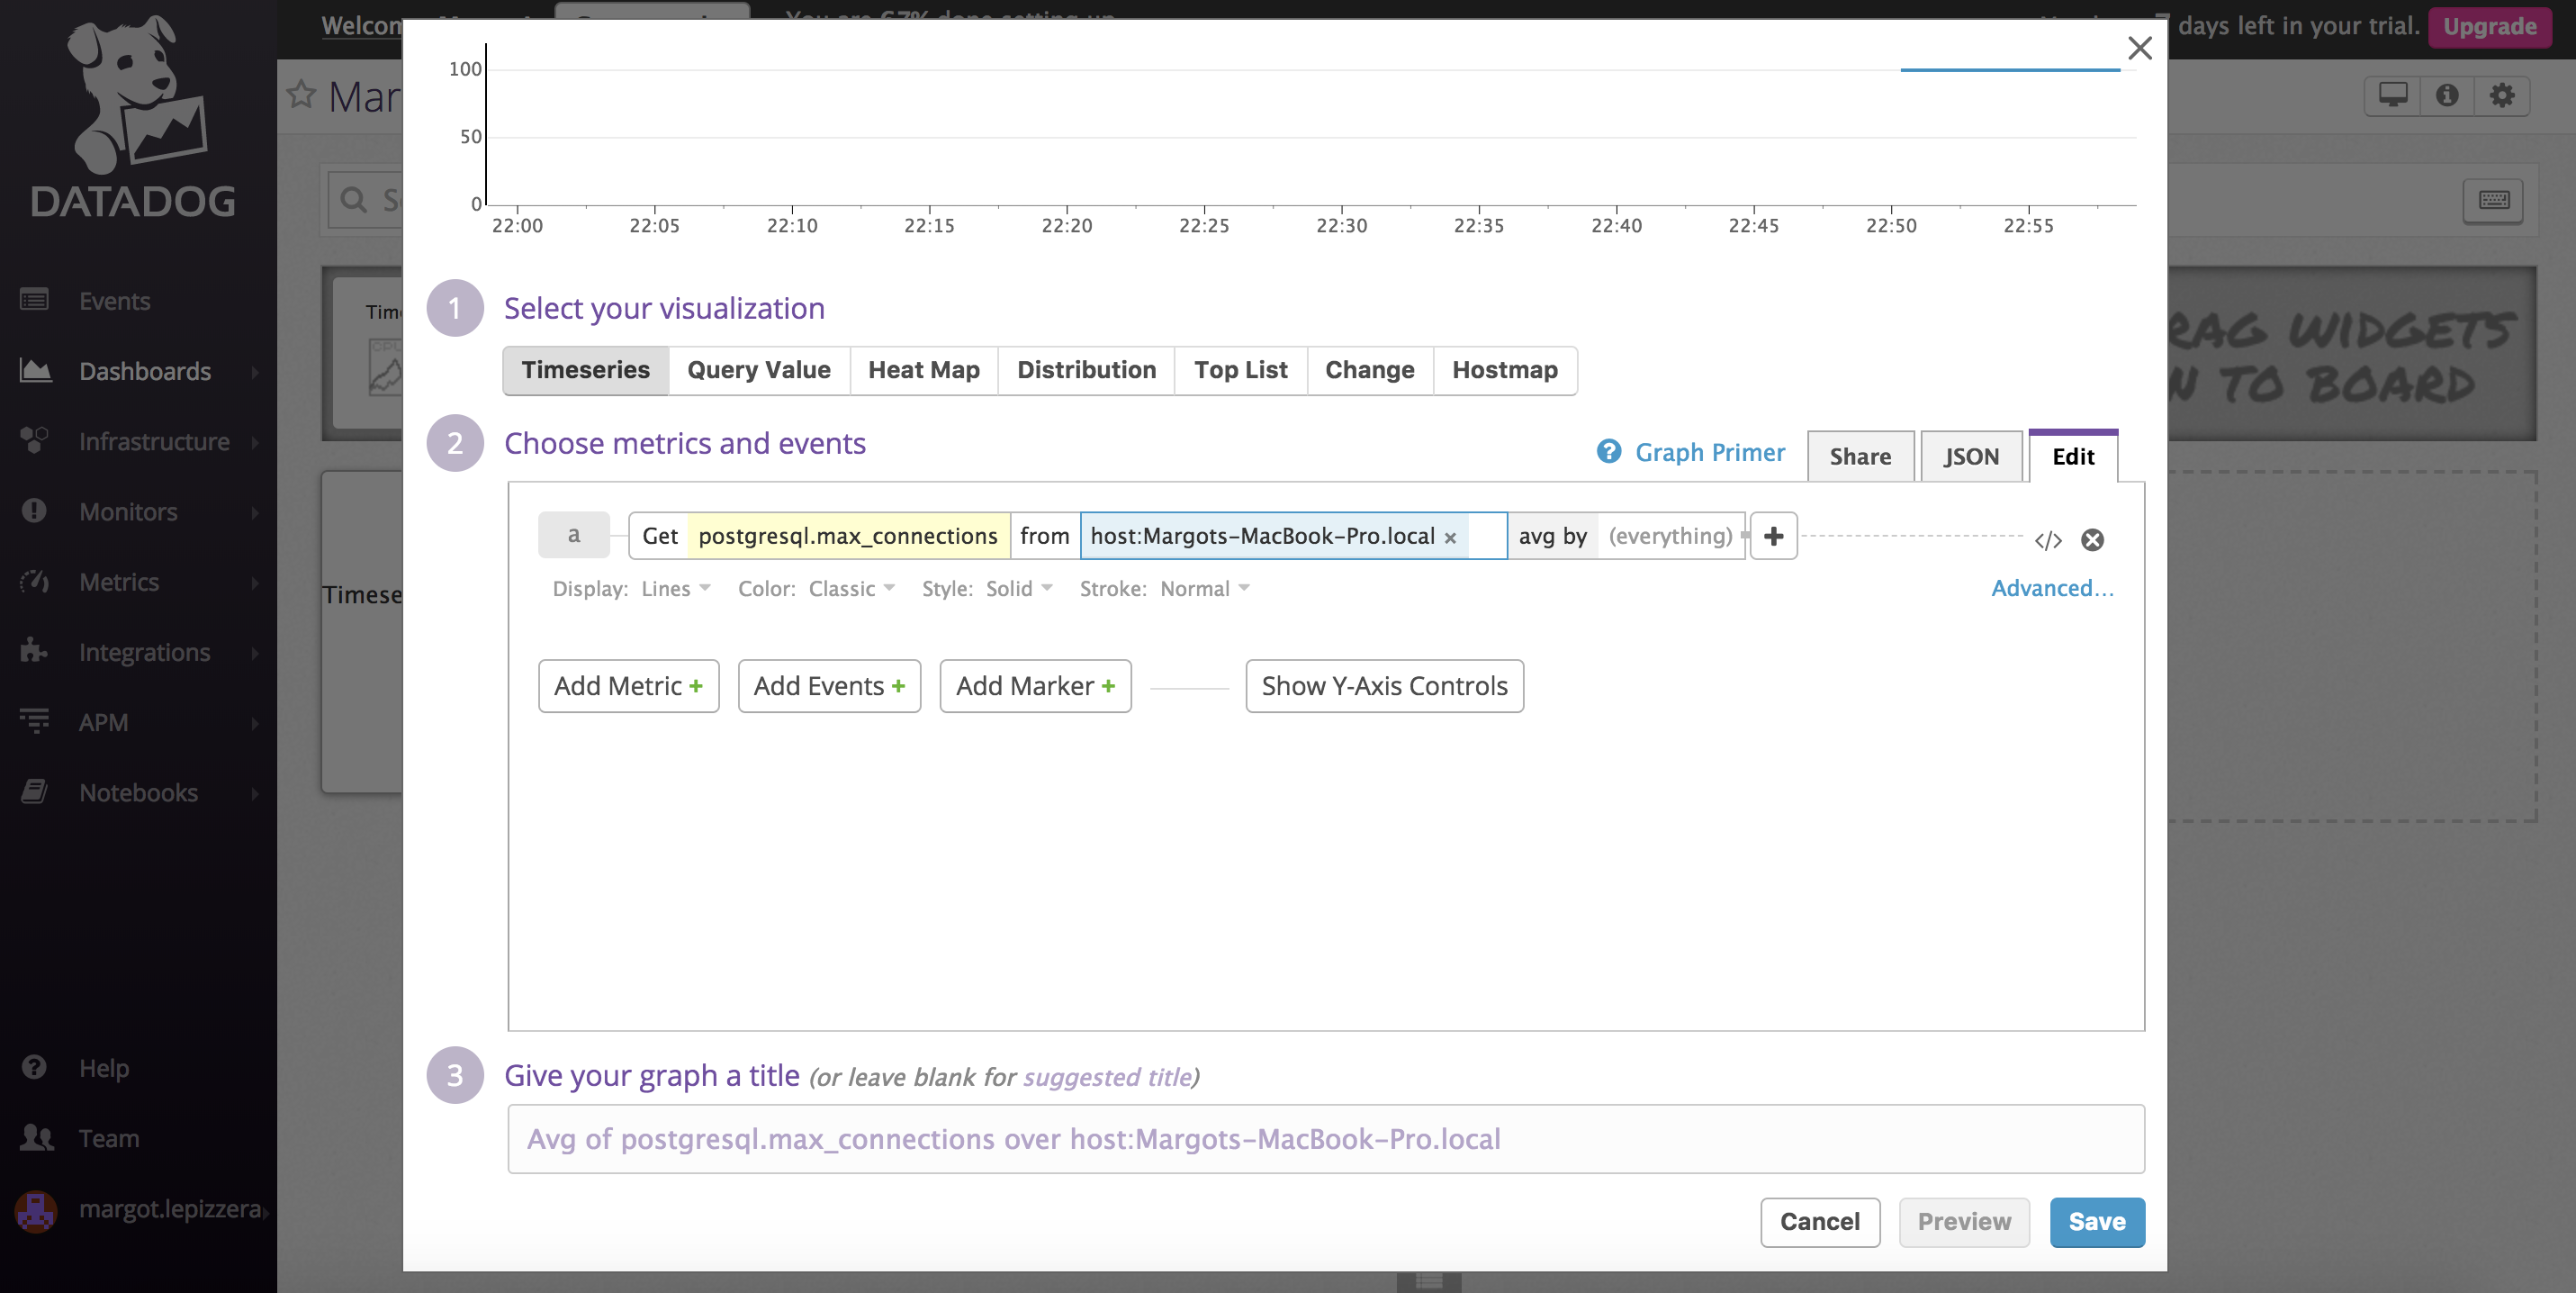 You are 67% done setting up
days left in your trial. Upgrade
Welcom
Mar
DATADOG
100
50
0
22:00 22:05 22:10 22:15 22:20 22:25 22:30 22:35 22:40 22:45 22:50 22:55
Events
Dashboards
Infrastructure
Monitors
Metrics
Integrations
APM
Notebooks
Help
Team
margot.lepizzera
Tim
CPU
Timese
RAG WIDGETS
N TO BOARD
1 Select your visualization
Timeseries Query Value Heat Map Distribution Top List Change Hostmap
2 Choose metrics and events
Graph Primer Share JSON Edit
a Get postgresql.max_connections from host:Margots-MacBook-Pro.local × avg by (everything) + </>
Display: Lines Color: Classic Style: Solid Stroke: Normal Advanced...
Add Metric + Add Events + Add Marker + Show Y-Axis Controls
3 Give your graph a title (or leave blank for suggested title)
Avg of postgresql.max_connections over host:Margots-MacBook-Pro.local
Cancel Preview Save